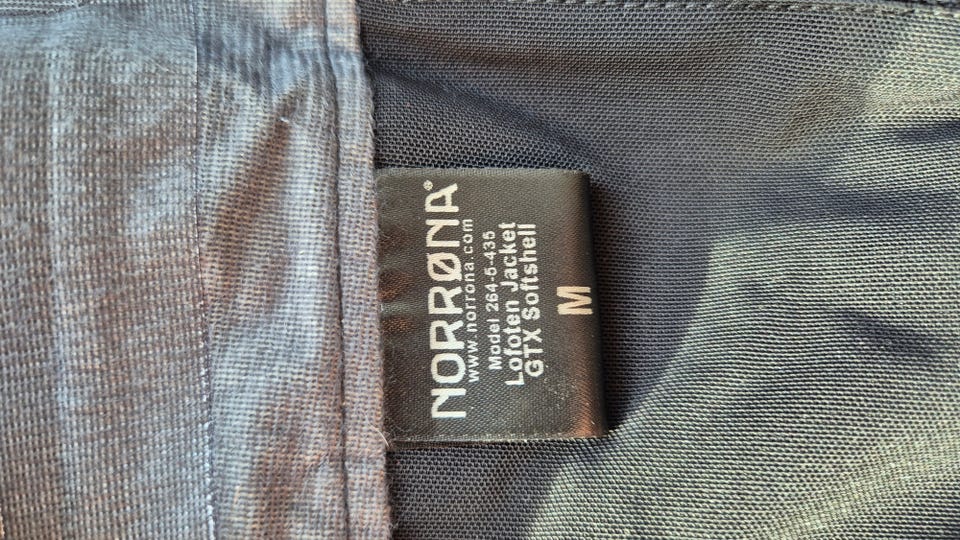 NORRØNA®
www.norrona.com
Model 264-5-435
Lofoten Jacket
GTX Softshell
M